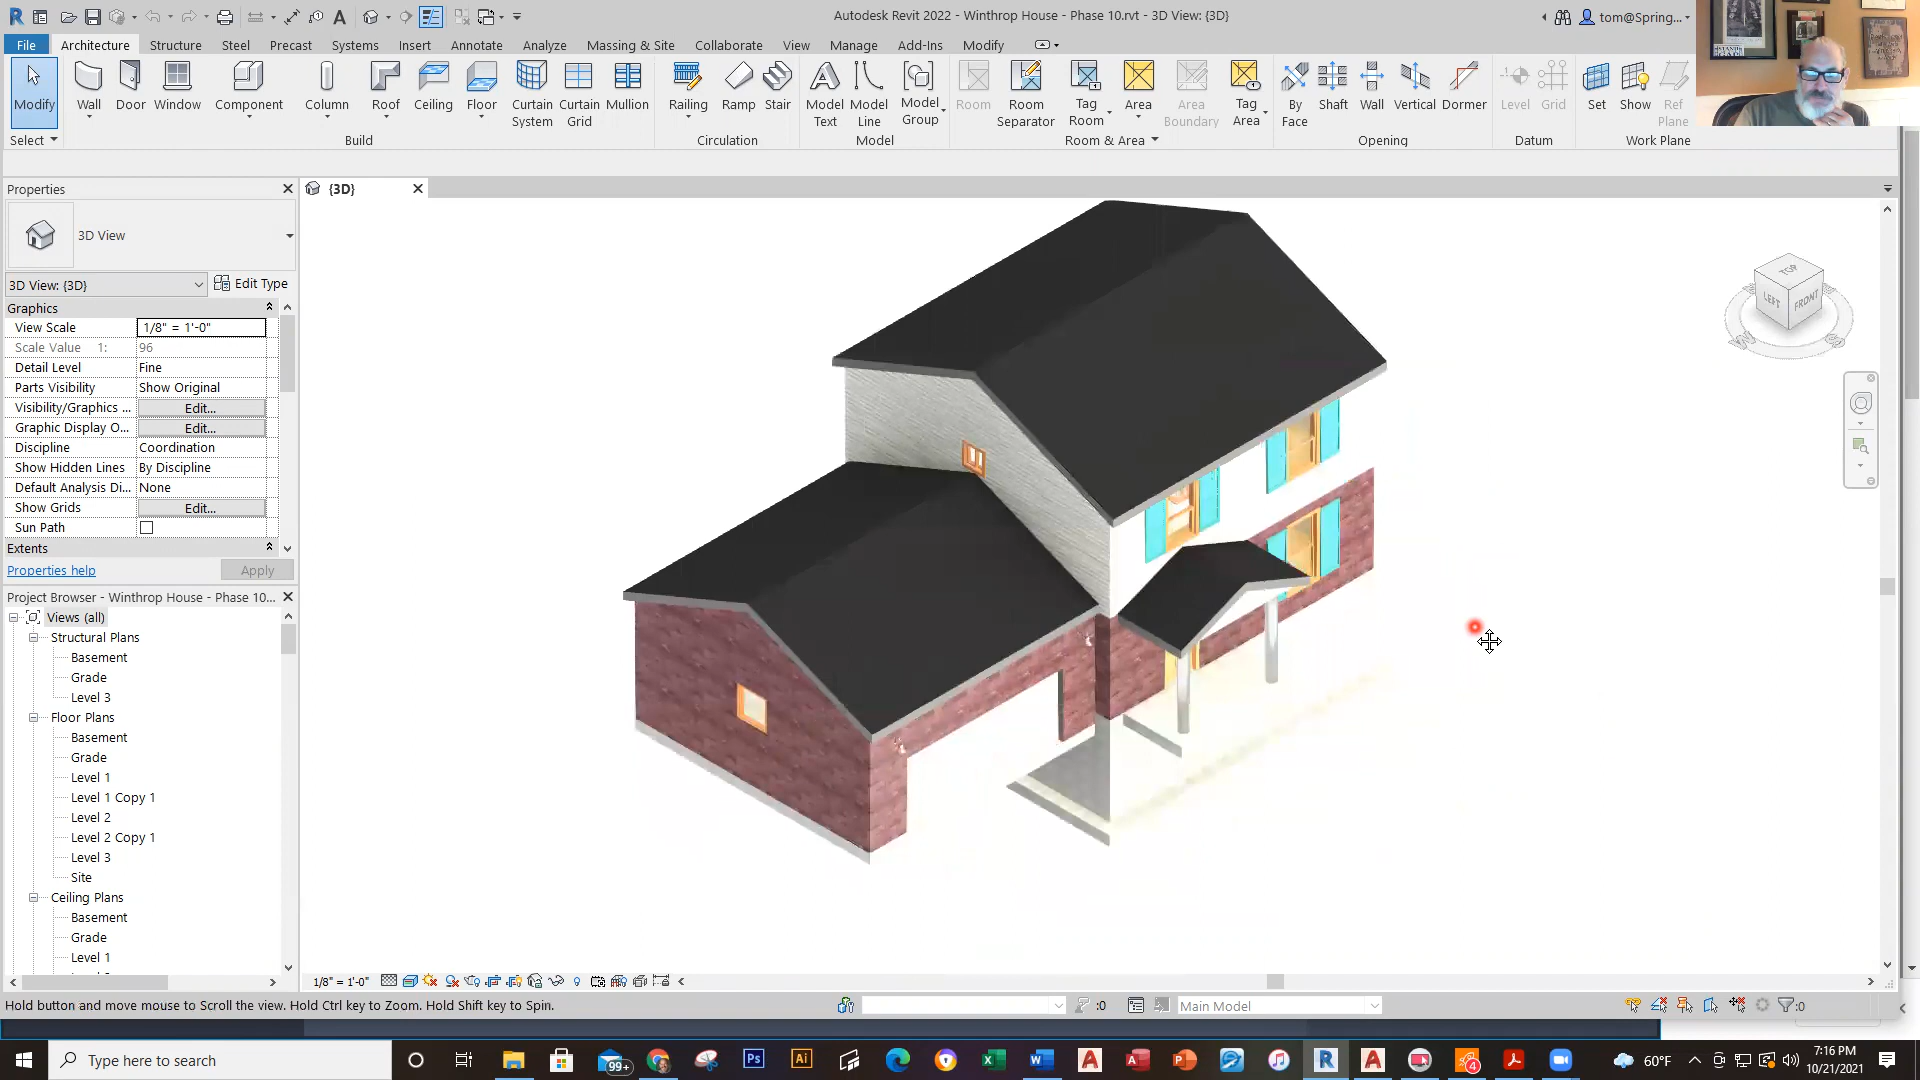 Autodesk Revit 2022 - Winthrop House - Phase 10.rvt - 3D View: {3D}
tom@Spring...
File Architecture Structure Steel Precast Systems Insert Annotate Analyze Massing & Site Collaborate View Manage Add-Ins Modify
Modify Wall Door Window Component Column Roof Ceiling Floor Curtain System Curtain Grid Mullion Railing Ramp Stair Model Text Model Line Model Group Room Room Separator Tag Room Area Area Boundary Tag Area By Face Shaft Wall Vertical Dormer Level Grid Set Show Ref Plane
Select Build Circulation Model Room & Area Opening Datum Work Plane
Properties
{3D}
3D View
3D View: {3D} Edit Type
Graphics
View Scale 1/8" = 1'-0"
Scale Value 1: 96
Detail Level Fine
Parts Visibility Show Original
Visibility/Graphics ... Edit...
Graphic Display O... Edit...
Discipline Coordination
Show Hidden Lines By Discipline
Default Analysis Di... None
Show Grids Edit...
Sun Path
Extents
Properties help Apply
Project Browser - Winthrop House - Phase 10...
Views (all)
Structural Plans
Basement
Grade
Level 3
Floor Plans
Basement
Grade
Level 1
Level 1 Copy 1
Level 2
Level 2 Copy 1
Level 3
Site
Ceiling Plans
Basement
Grade
Level 1
TOP
LEFT
FRONT
W
S
1/8" = 1'-0"
Hold button and move mouse to Scroll the view. Hold Ctrl key to Zoom. Hold Shift key to Spin.
:0
Main Model
:0
Type here to search
99+
Ps
Ai
4
60°F
7:16 PM
10/21/2021